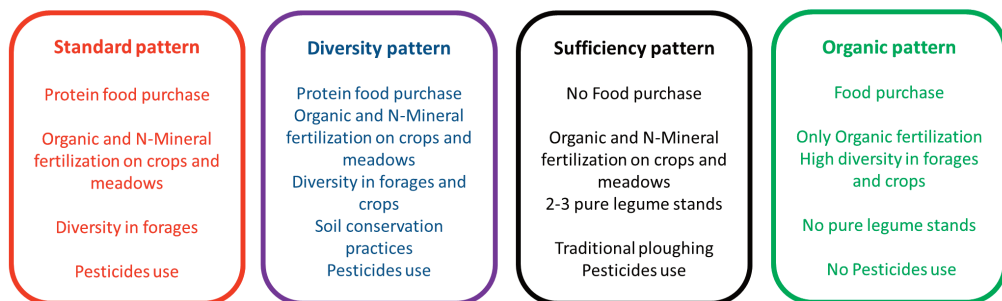 Standard pattern
Protein food purchase
Organic and N-Mineral
fertilization on crops and
meadows
Diversity in forages
Pesticides use
Diversity pattern
Protein food purchase
Organic and N-Mineral
fertilization on crops and
meadows
Diversity in forages and
crops
Soil conservation
practices
Pesticides use
Sufficiency pattern
No Food purchase
Organic and N-Mineral
fertilization on crops and
meadows
2-3 pure legume stands
Traditional ploughing
Pesticides use
Organic pattern
Food purchase
Only Organic fertilization
High diversity in forages
and crops
No pure legume stands
No Pesticides use